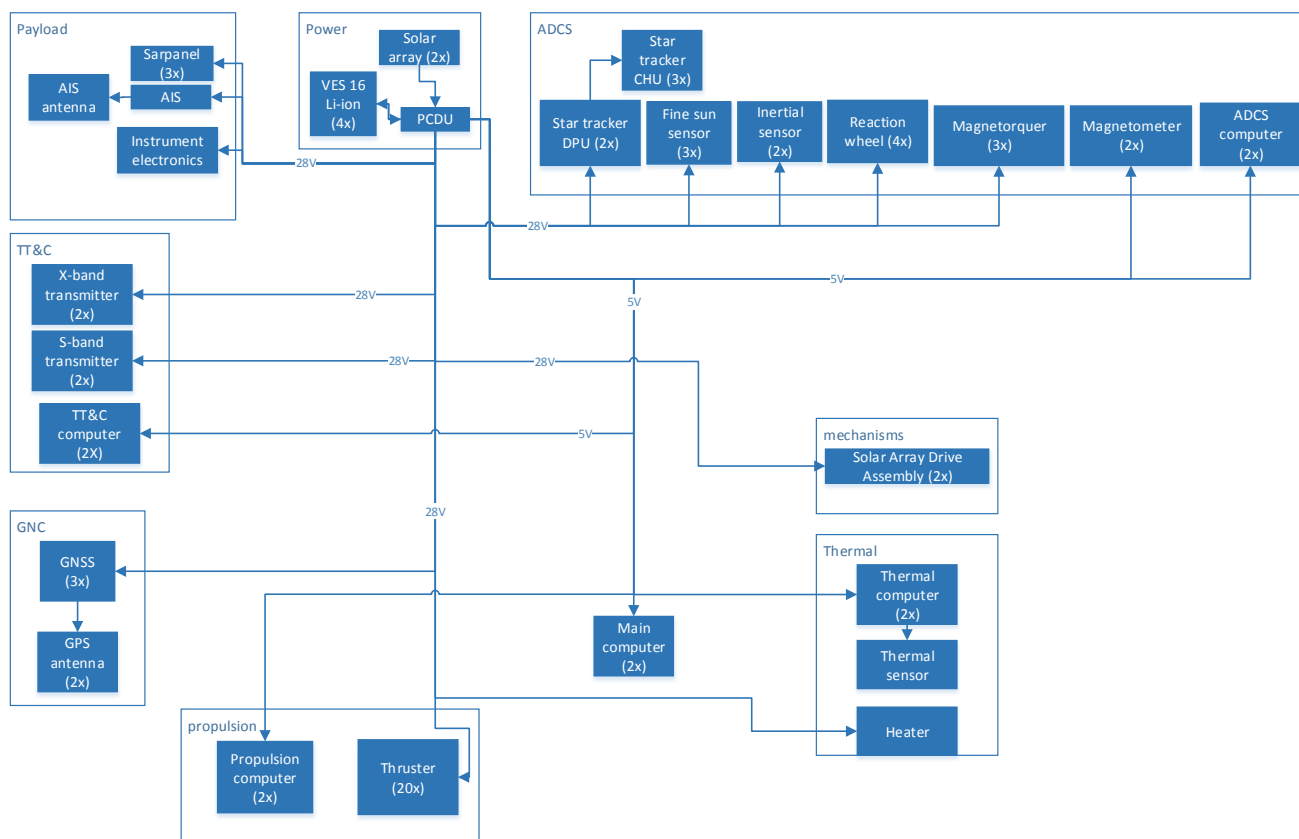 Payload
Sarpanel
(3x)
AIS
antenna
AIS
Instrument
electronics
28V
Power
Solar
array (2x)
VES 16
Li-ion
(4x)
PCDU
ADCS
Star
tracker
CHU (3x)
Star tracker
DPU (2x)
Fine sun
sensor
(3x)
Inertial
sensor
(2x)
Reaction
wheel (4x)
Magnetorquer
(3x)
Magnetometer
(2x)
ADCS
computer
(2x)
28V
5V
5V
TT&C
X-band
transmitter
(2x)
28V
S-band
transmitter
(2x)
28V
28V
TT&C
computer
(2X)
5V
mechanisms
Solar Array Drive
Assembly (2x)
28V
GNC
GNSS
(3x)
GPS
antenna
(2x)
Main
computer
(2x)
Thermal
Thermal
computer
(2x)
Thermal
sensor
Heater
propulsion
Propulsion
computer
(2x)
Thruster
(20x)